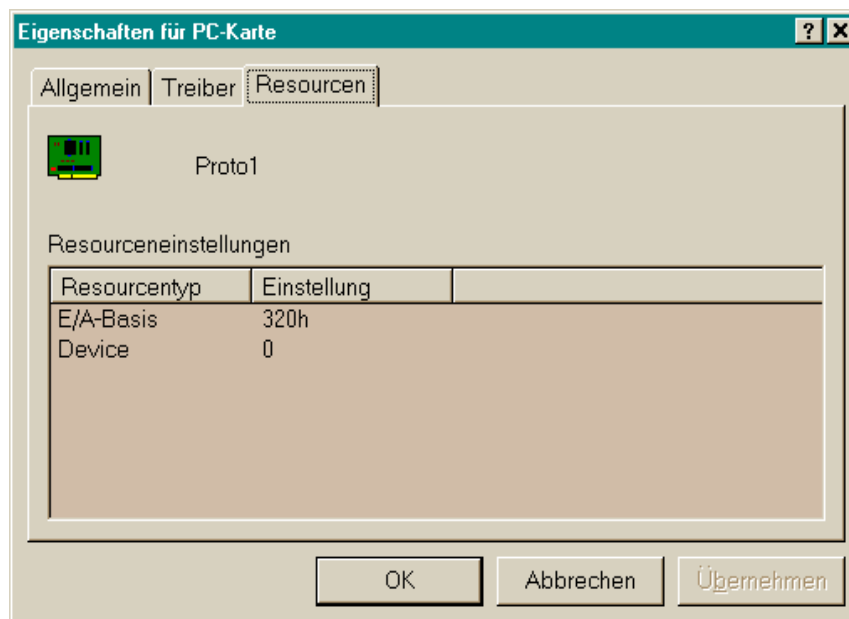 Eigenschaften für PC-Karte
Allgemein Treiber Resourcen
Proto1
Resourceneinstellungen
Resourcentyp Einstellung
E/A-Basis 320h
Device 0
OK Abbrechen Übernehmen